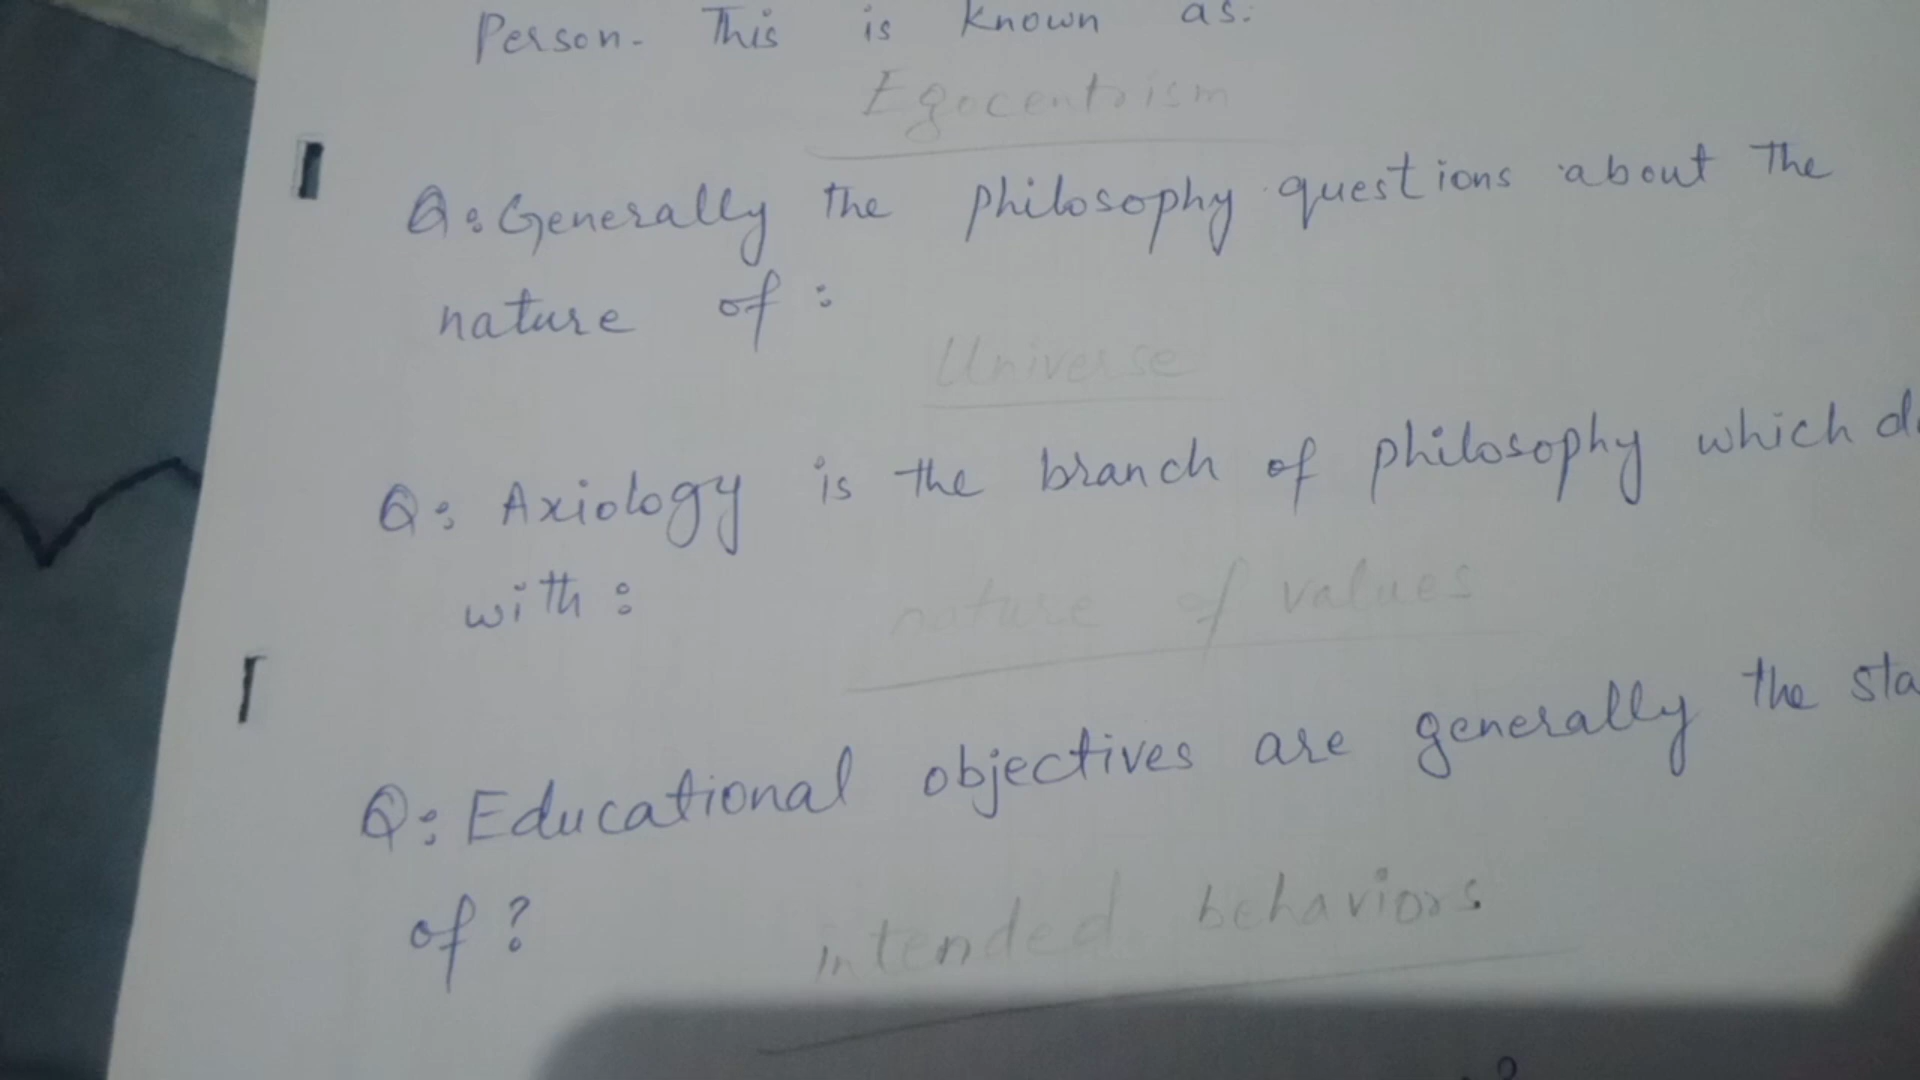 Person. This is known as:
Egocentrism
Q: Generally the philosophy questions about the
nature of :
Universe
Q: Axiology is the branch of philosophy which
with :
nature of values
Q: Educational objectives are generally the
of ?
intended behaviors.
?